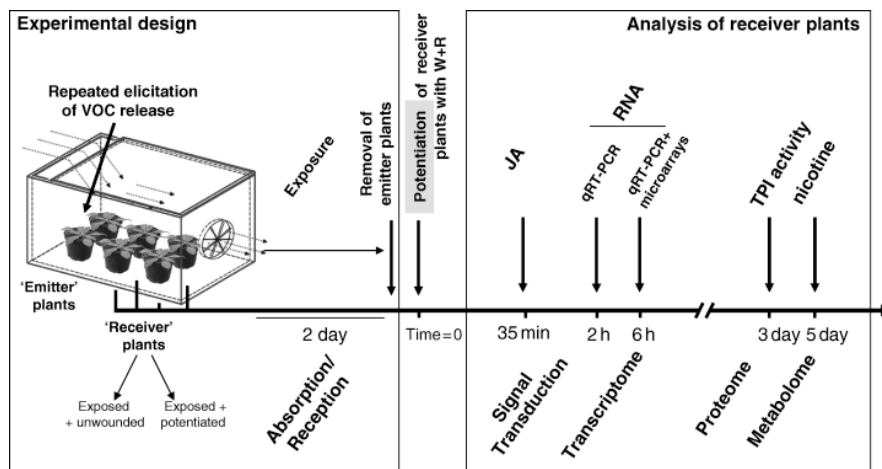 Experimental design
Analysis of receiver plants
Repeated elicitation
of VOC release
Exposure
Removal of
emitter plants
Potentiation of receiver
plants with W+R
JA
RNA
qRT-PCR
qRT-PCR+
microarrays
TPI activity
nicotine
'Emitter'
plants
'Receiver'
plants
Exposed
+ unwounded
Exposed +
potentiated
2 day
Time=0
35 min
2 h
6 h
3 day
5 day
Absorption/
Reception
Signal
Transduction
Transcriptome
Proteome
Metabolome